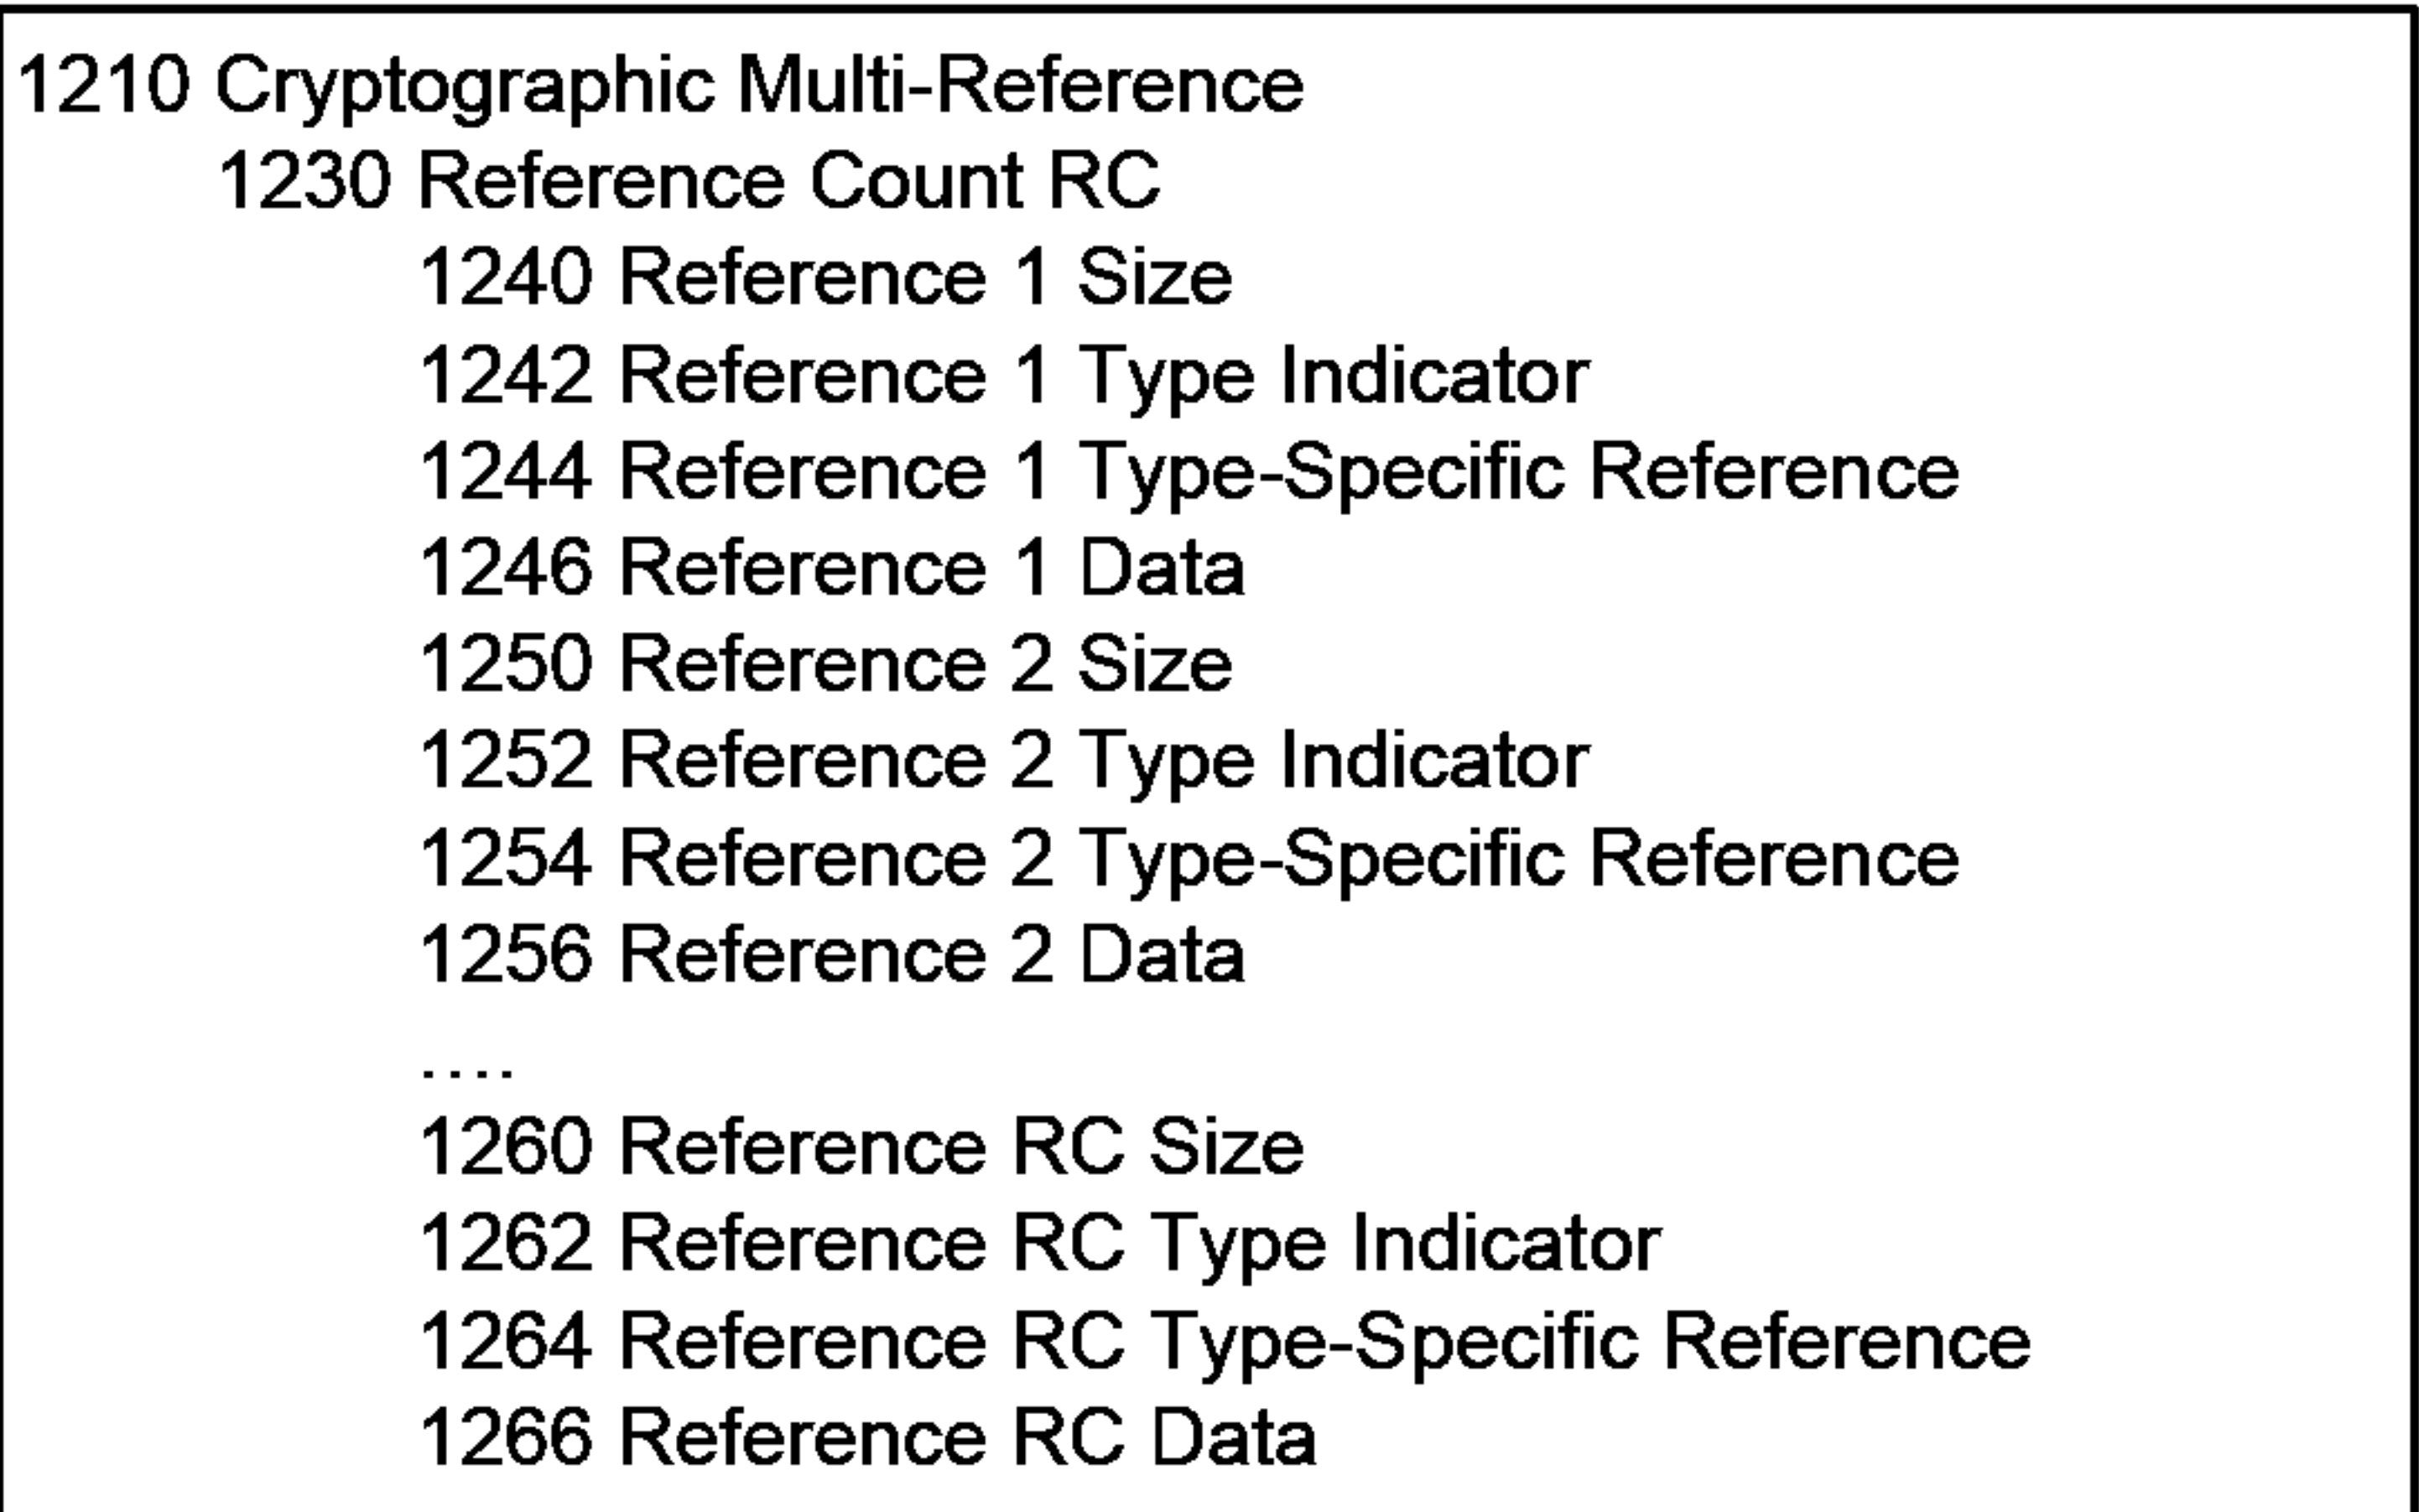 1210 Cryptographic Multi-Reference
1230 Reference Count RC
1240 Reference 1 Size
1242 Reference 1 Type Indicator
1244 Reference 1 Type-Specific Reference
1246 Reference 1 Data
1250 Reference 2 Size
1252 Reference 2 Type Indicator
1254 Reference 2 Type-Specific Reference
1256 Reference 2 Data
....
1260 Reference RC Size
1262 Reference RC Type Indicator
1264 Reference RC Type-Specific Reference
1266 Reference RC Data